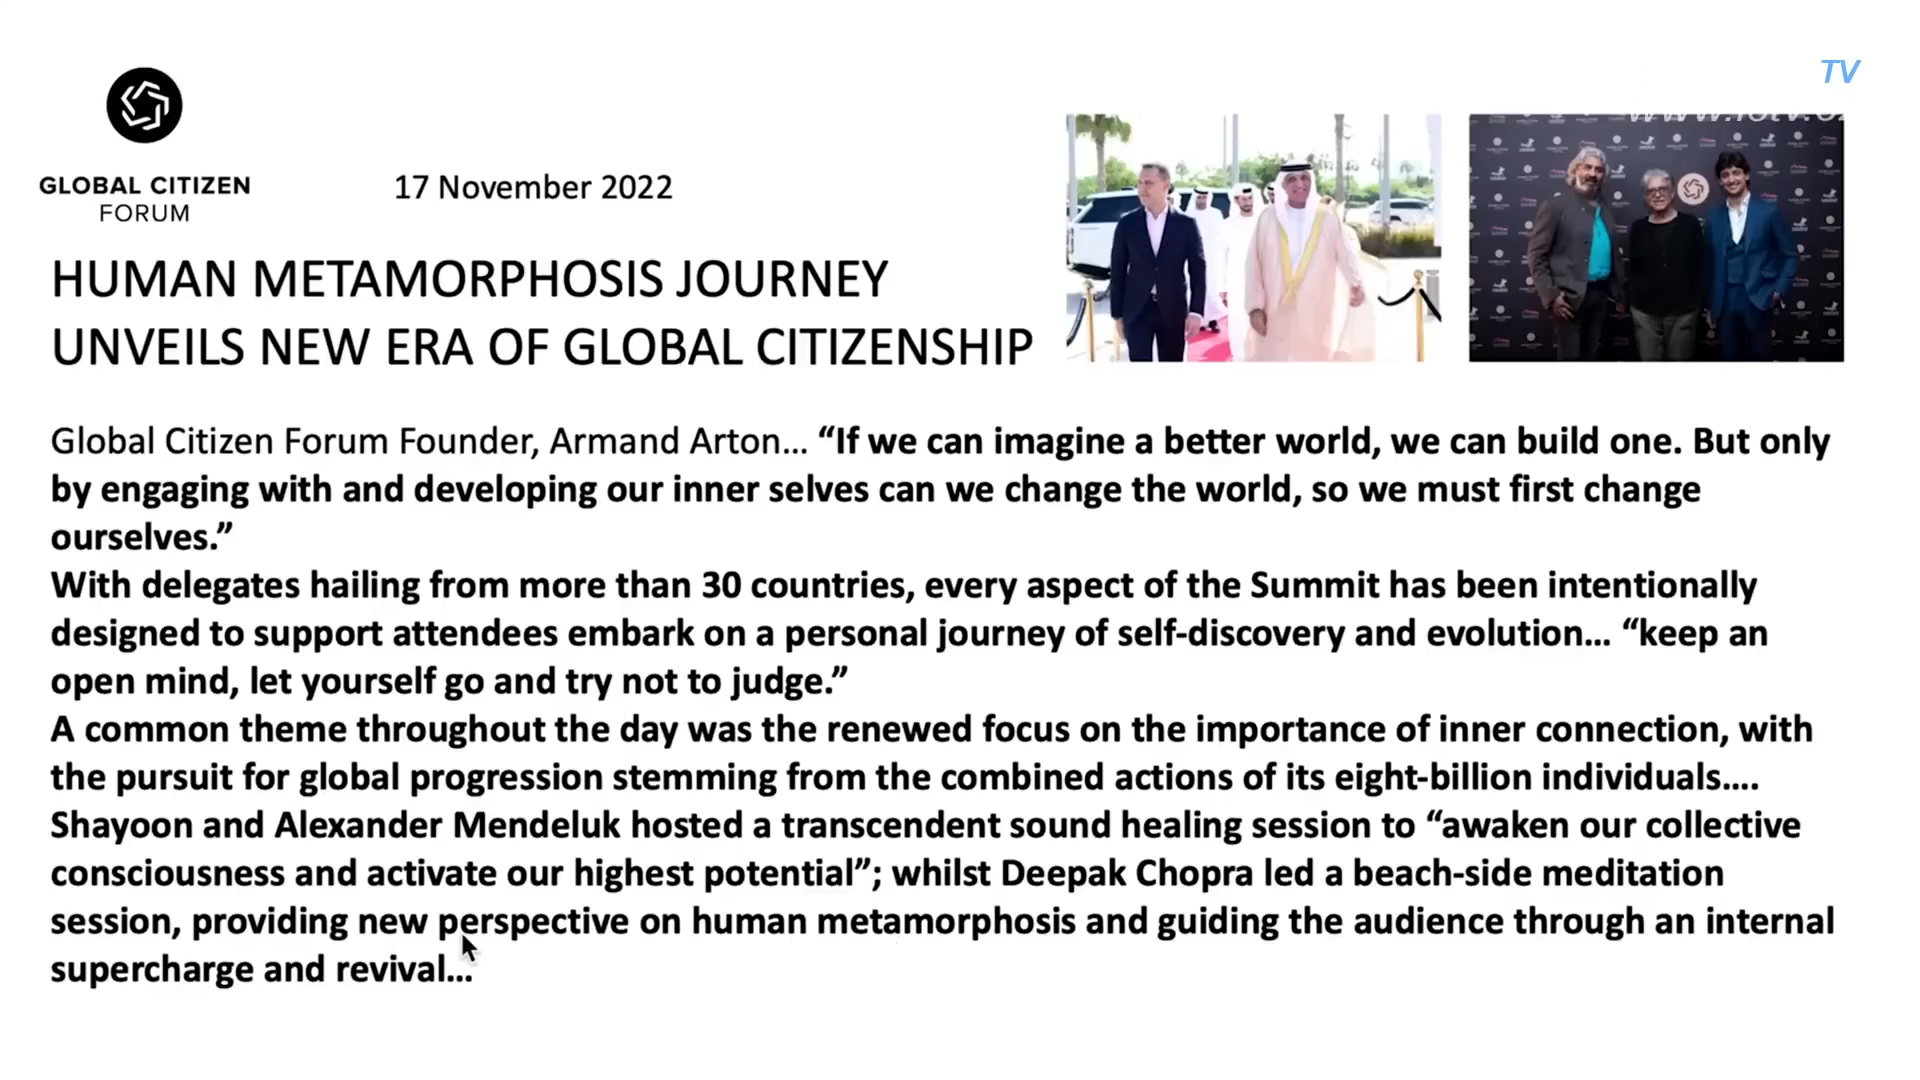 TV
GLOBAL CITIZEN
FORUM
17 November 2022
HUMAN METAMORPHOSIS JOURNEY
UNVEILS NEW ERA OF GLOBAL CITIZENSHIP
Global Citizen Forum Founder, Armand Arton... “If we can imagine a better world, we can build one. But only
by engaging with and developing our inner selves can we change the world, so we must first change
ourselves.”
With delegates hailing from more than 30 countries, every aspect of the Summit has been intentionally
designed to support attendees embark on a personal journey of self-discovery and evolution... “keep an
open mind, let yourself go and try not to judge.”
A common theme throughout the day was the renewed focus on the importance of inner connection, with
the pursuit for global progression stemming from the combined actions of its eight-billion individuals....
Shayoon and Alexander Mendeluk hosted a transcendent sound healing session to “awaken our collective
consciousness and activate our highest potential”; whilst Deepak Chopra led a beach-side meditation
session, providing new perspective on human metamorphosis and guiding the audience through an internal
supercharge and revival...